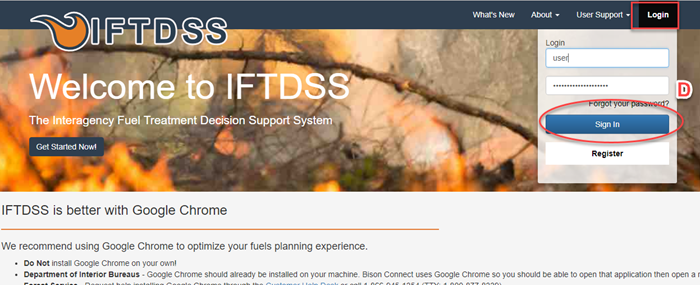 IFTDSS
What's New About User Support Login
Login
user
Welcome to IFTDSS
The Interagency Fuel Treatment Decision Support System
Get Started Now!
D
Forgot your password?
Sign In
Register
IFTDSS is better with Google Chrome
We recommend using Google Chrome to optimize your fuels planning experience.
• Do Not install Google Chrome on your own!
• Department of Interior Bureaus - Google Chrome should already be installed on your machine. Bison Connect uses Google Chrome so you should be able to open that application then open a